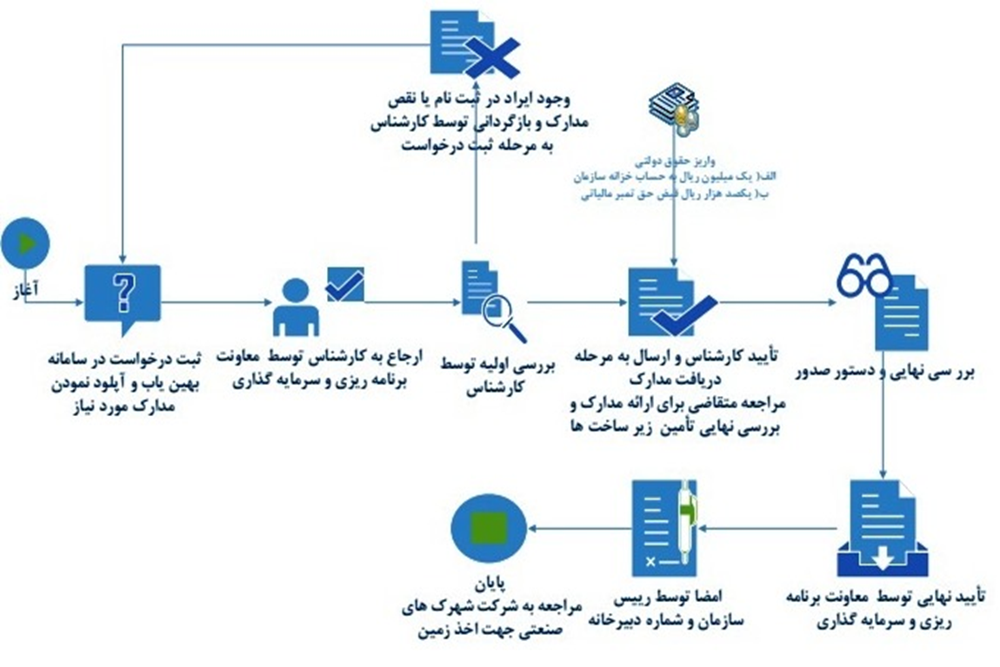 وجود ایراد در ثبت نام یا نقص
مدارک و بازگردانی توسط کارشناس
به مرحله ثبت درخواست
واریز حقوق دولتی
الف( یک میلیون ریال به حساب خزانه سازمان
ب( یکصد هزار ریال فیش حق تمبر مالیاتی
آغاز
ثبت درخواست در سامانه
بهین یاب و آپلود نمودن
مدارک مورد نیاز
ارجاع به کارشناس توسط معاونت
برنامه ریزی و سرمایه گذاری
بررسی اولیه توسط
کارشناس
تأیید کارشناس و ارسال به مرحله
دریافت مدارک
مراجعه متقاضی برای ارائه مدارک و
بررسی نهایی تأمین زیر ساخت ها
برر سی نهایی و دستور صدور
تأیید نهایی توسط معاونت برنامه
ریزی و سرمایه گذاری
امضا توسط رییس
سازمان و شماره دبیرخانه
پایان
مراجعه به شرکت شهرک های
صنعتی جهت اخذ زمین